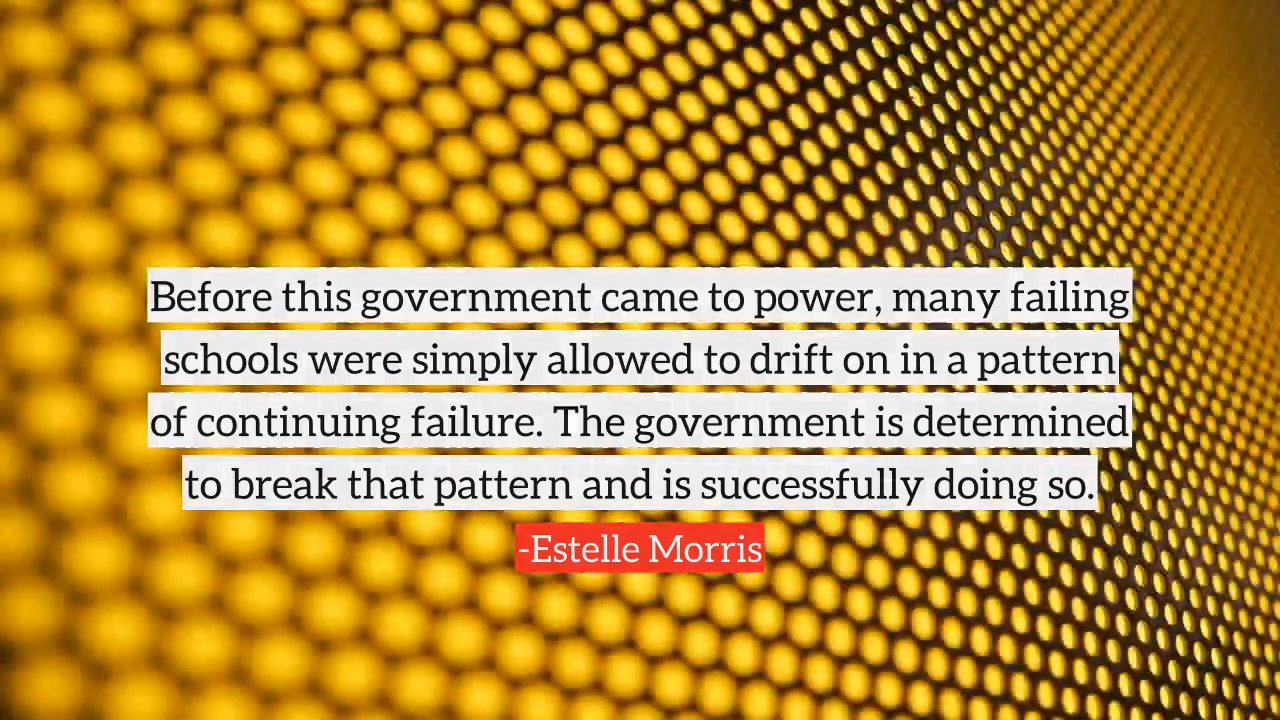 Before this government came to power, many failing
schools were simply allowed to drift on in a pattern
of continuing failure. The government is determined
to break that pattern and is successfully doing so.
-Estelle Morris